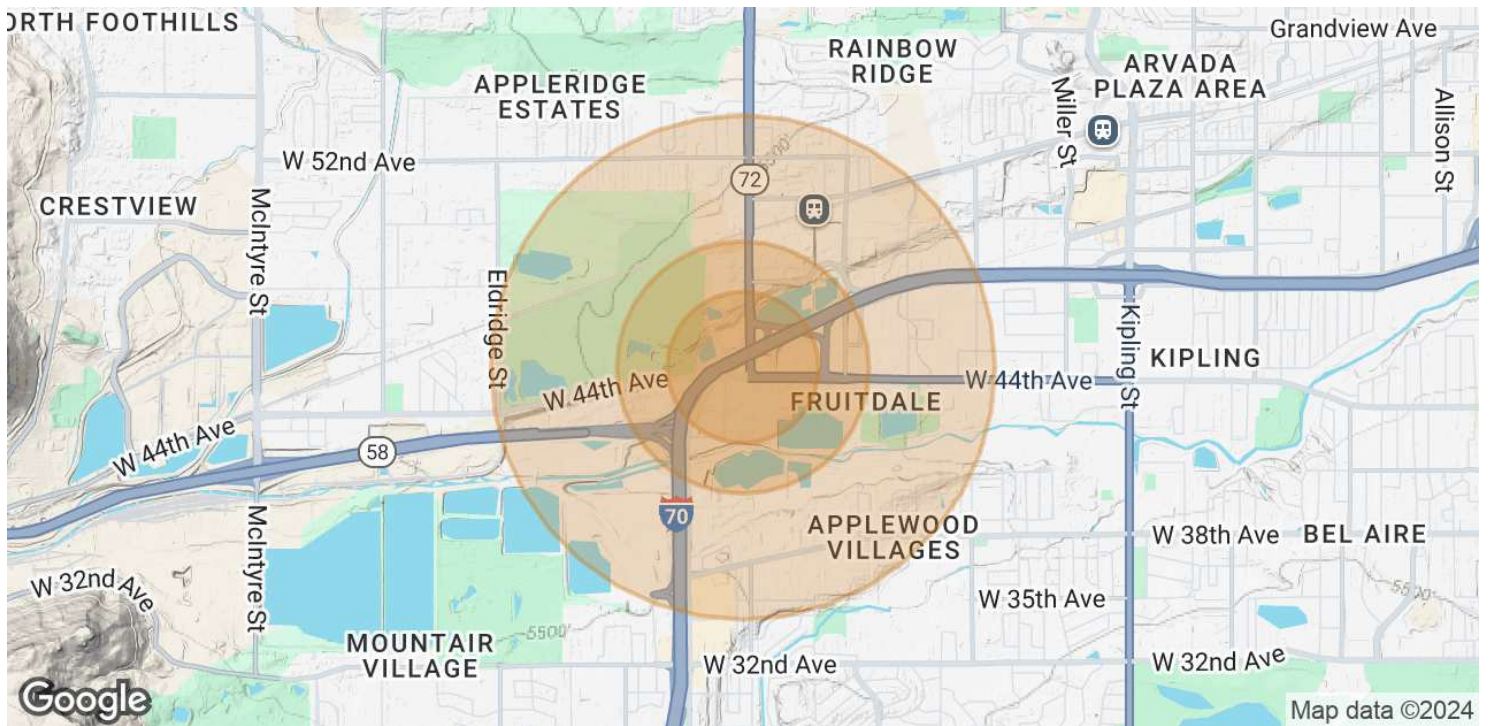 ORTH FOOTHILLS
Grandview Ave
RAINBOW
RIDGE
ARVADA
PLAZA AREA
APPLERIDGE
ESTATES
Miller St
Allison St
W 52nd Ave
72
CRESTVIEW
McIntyre St
Eldridge St
Kipling St
KIPLING
W 44th Ave
W 44th Ave
FRUITDALE
W 44th Ave
58
70
McIntyre St
APPLEWOOD
VILLAGES
W 38th Ave
BEL AIRE
W 32nd Ave
W 35th Ave
5500'
5500'
5500'
MOUNTAIR
VILLAGE
W 32nd Ave
W 32nd Ave
Google
Map data ©2024